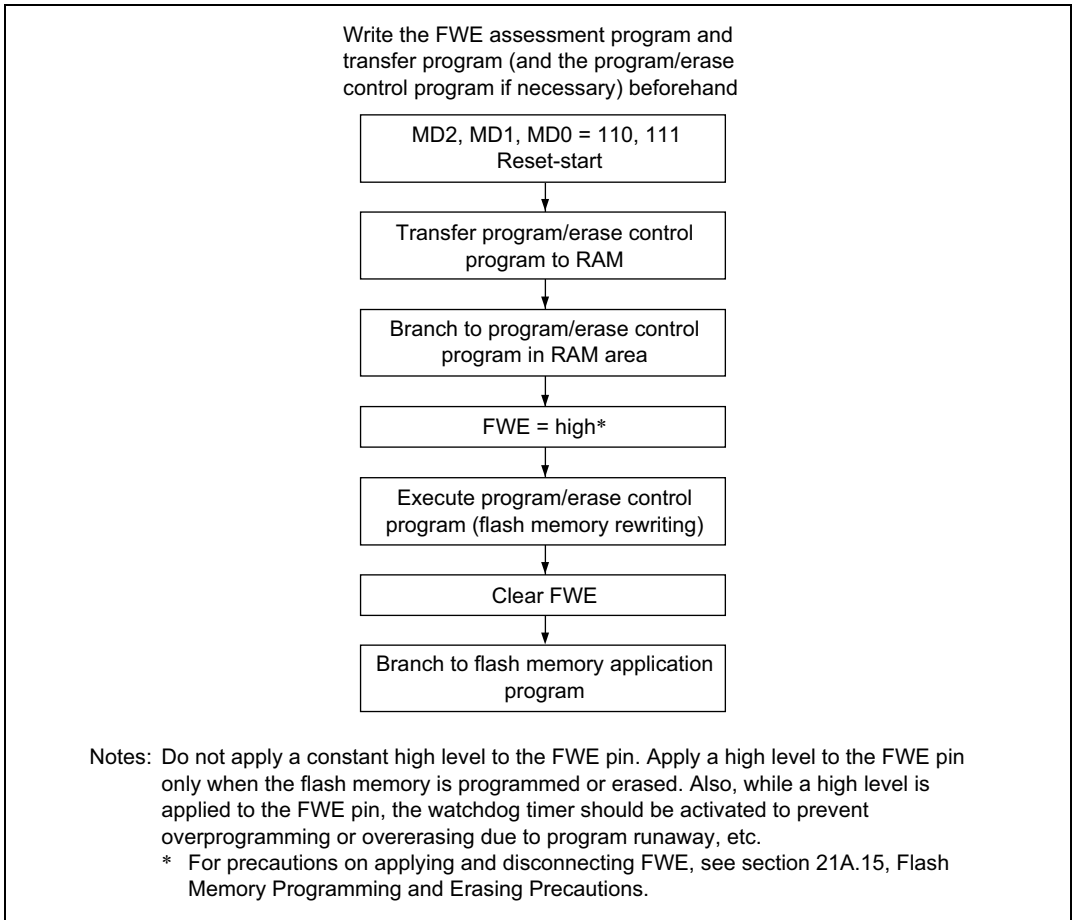 Write the FWE assessment program and
transfer program (and the program/erase
control program if necessary) beforehand
MD2, MD1, MD0 = 110, 111
Reset-start
Transfer program/erase control
program to RAM
Branch to program/erase control
program in RAM area
FWE = high*
Execute program/erase control
program (flash memory rewriting)
Clear FWE
Branch to flash memory application
program
Notes: Do not apply a constant high level to the FWE pin. Apply a high level to the FWE pin
only when the flash memory is programmed or erased. Also, while a high level is
applied to the FWE pin, the watchdog timer should be activated to prevent
overprogramming or overerasing due to program runaway, etc.
* For precautions on applying and disconnecting FWE, see section 21A.15, Flash
Memory Programming and Erasing Precautions.